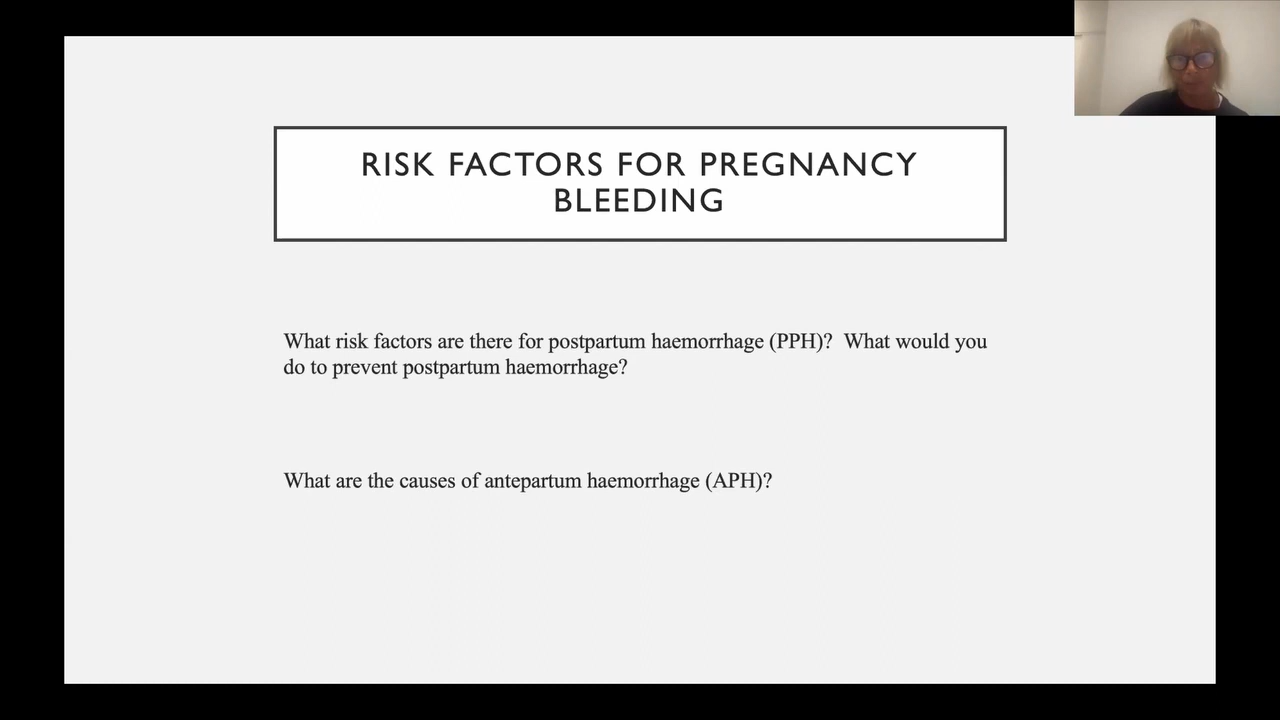 RISK FACTORS FOR PREGNANCY
BLEEDING
What risk factors are there for postpartum haemorrhage (PPH)?  What would you
do to prevent postpartum haemorrhage?
What are the causes of antepartum haemorrhage (APH)?